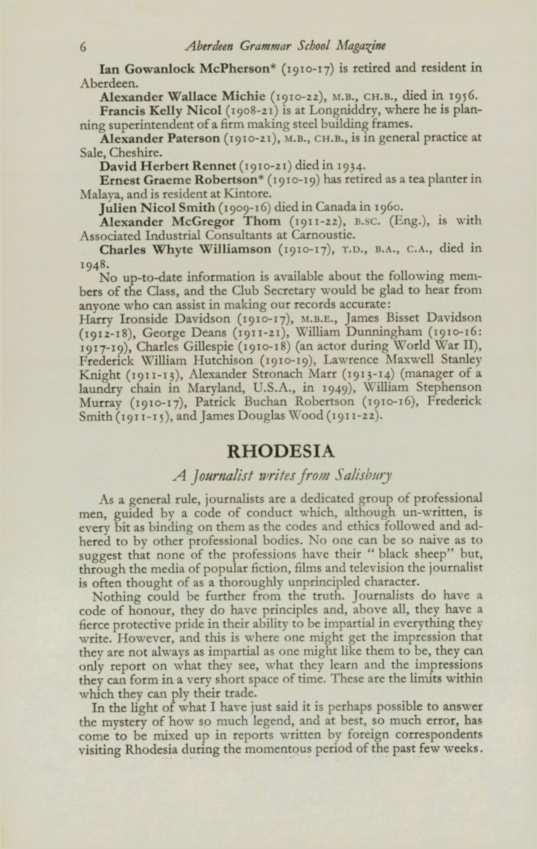 6 Aberdeen Grammar School Magazine
Ian Gowanlock McPherson* (1910-17) is retired and resident in
Aberdeen.
Alexander Wallace Michie (1910-22), M.B., CH.B., died in 1956.
Francis Kelly Nicol (1908-21) is at Longniddry, where he is plan-
ning superintendent of a firm making steel building frames.
Alexander Paterson (1910-21), M.B., CH.B., is in general practice at
Sale, Cheshire.
David Herbert Rennet (1910-21) died in 1934.
Ernest Graeme Robertson* (1910-19) has retired as a tea planter in
Malaya, and is resident at Kintore.
Julien Nicol Smith (1909-16) died in Canada in 1960.
Alexander McGregor Thom (1911-22), B.SC. (Eng.), is with
Associated Industrial Consultants at Carnoustie.
Charles Whyte Williamson (1910-17), T.D., B.A., C.A., died in
1948.
No up-to-date information is available about the following mem-
bers of the Class, and the Club Secretary would be glad to hear from
anyone who can assist in making our records accurate:
Harry Ironside Davidson (1910-17), M.B.E., James Bisset Davidson
(1912-18), George Deans (1911-21), William Dunningham (1910-16:
1917-19), Charles Gillespie (1910-18) (an actor during World War II),
Frederick William Hutchison (1910-19), Lawrence Maxwell Stanley
Knight (1911-13), Alexander Stronach Marr (1913-14) (manager of a
laundry chain in Maryland, U.S.A., in 1949), William Stephenson
Murray (1910-17), Patrick Buchan Robertson (1910-16), Frederick
Smith (1911-15), and James Douglas Wood (1911-22).
RHODESIA
A Journalist writes from Salisbury
As a general rule, journalists are a dedicated group of professional
men, guided by a code of conduct which, although un-written, is
every bit as binding on them as the codes and ethics followed and ad-
hered to by other professional bodies. No one can be so naive as to
suggest that none of the professions have their " black sheep" but,
through the media of popular fiction, films and television the journalist
is often thought of as a thoroughly unprincipled character.
Nothing could be further from the truth. Journalists do have a
code of honour, they do have principles and, above all, they have a
fierce protective pride in their ability to be impartial in everything they
write. However, and this is where one might get the impression that
they are not always as impartial as one might like them to be, they can
only report on what they see, what they learn and the impressions
they can form in a very short space of time. These are the limits within
which they can ply their trade.
In the light of what I have just said it is perhaps possible to answer
the mystery of how so much legend, and at best, so much error, has
come to be mixed up in reports written by foreign correspondents
visiting Rhodesia during the momentous period of the past few weeks.